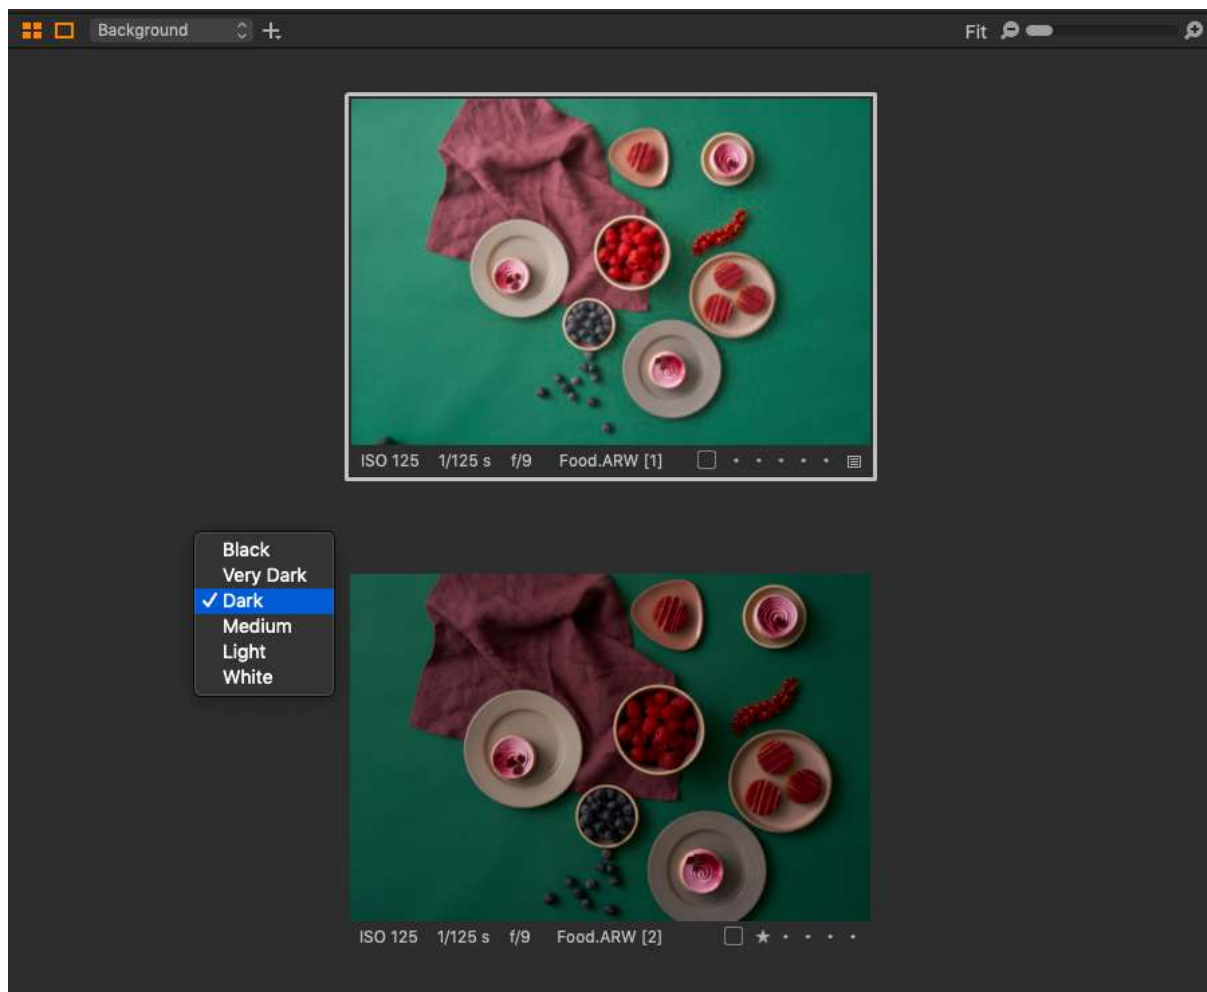 Background
Fit
ISO 125 1/125 s f/9 Food.ARW [1]
Black
Very Dark
✓ Dark
Medium
Light
White
ISO 125 1/125 s f/9 Food.ARW [2]